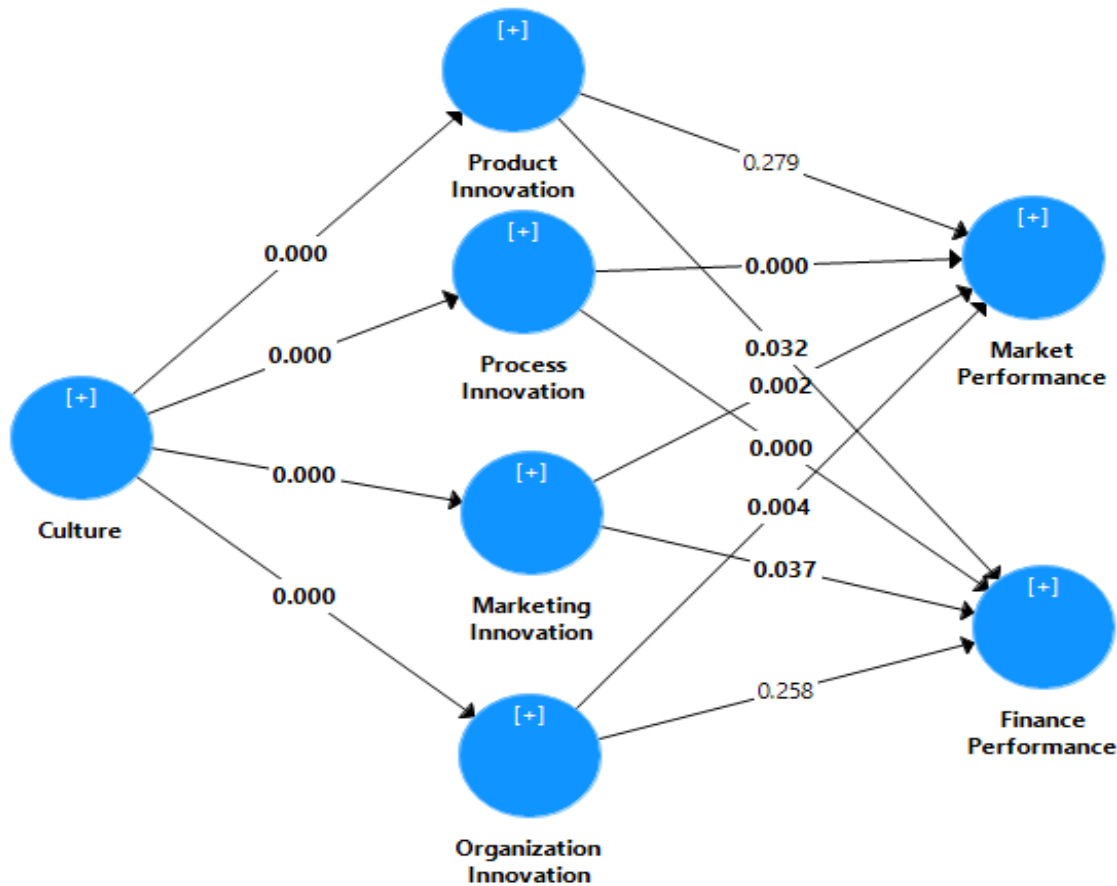 [+]
Product
Innovation
0.279
[+]
[+]
0.000
0.000
Market
Performance
Process
Innovation
0.000
0.032
0.002
[+]
Culture
0.000
0.000
[+]
0.004
0.037
Marketing
Innovation
0.000
[+]
Finance
Performance
0.258
[+]
Organization
Innovation